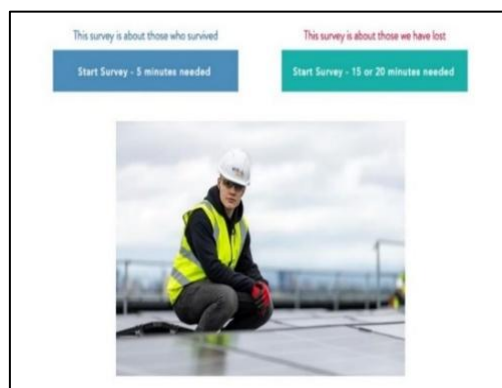 This survey is about those who survived
Start Survey - 5 minutes needed
This survey is about those we have lost
Start Survey - 15 or 20 minutes needed